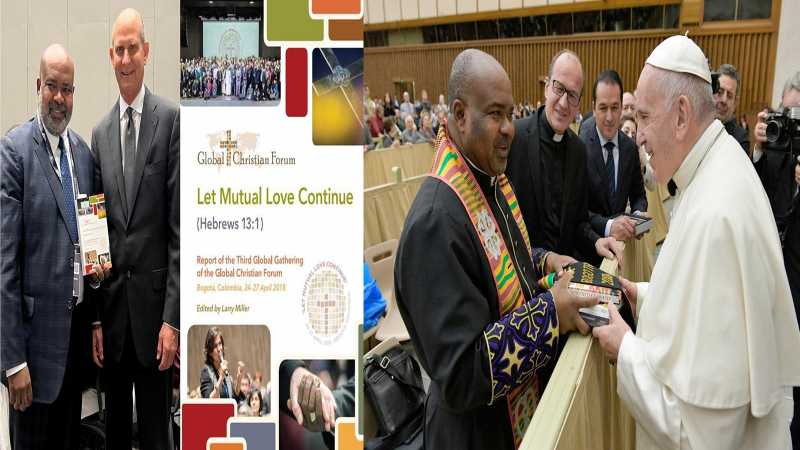 Global Christian Forum
Let Mutual Love Continue
(Hebrews 13:1)
Report of the Third Global Gathering
of the Global Christian Forum
Bogotá, Colombia, 24-27 April 2018
Edited by Larry Miller
"LET MUTUAL LOVE CONTINUE"